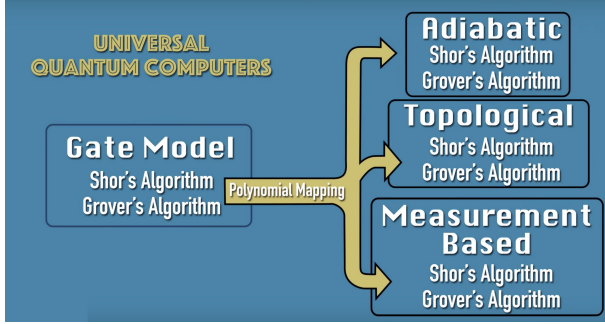 UNIVERSAL
QUANTUM COMPUTERS
Gate Model
Shor's Algorithm
Grover's Algorithm
Polynomial Mapping
Adiabatic
Shor's Algorithm
Grover's Algorithm
Topological
Shor's Algorithm
Grover's Algorithm
Measurement
Based
Shor's Algorithm
Grover's Algorithm